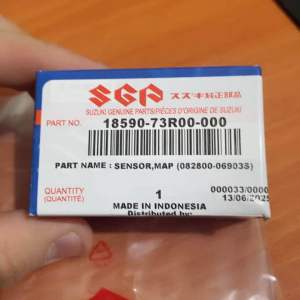 SGP スズキ純正部品
SUZUKI GENUINE PARTS/PIÈCES D'ORIGINE DE SUZUKI
PART NO. 18590-73R00-000
PART NAME : SENSOR,MAP (082800-06903S)
QUANTITY
(QUANTITÉ)
1
000033/0000
13/06/2025
MADE IN INDONESIA
Distributed by: